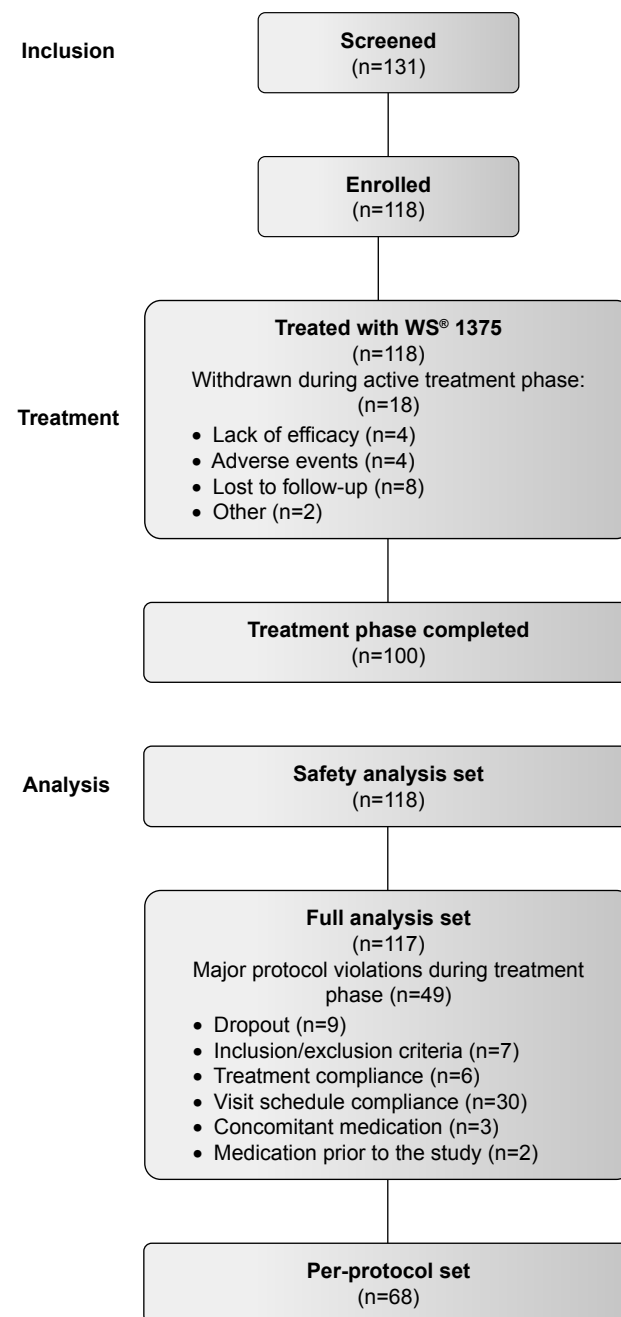 Inclusion
Screened
(n=131)
Enrolled
(n=118)
Treatment
Treated with WS® 1375
(n=118)
Withdrawn during active treatment phase:
(n=18)
• Lack of efficacy (n=4)
• Adverse events (n=4)
• Lost to follow-up (n=8)
• Other (n=2)
Treatment phase completed
(n=100)
Analysis
Safety analysis set
(n=118)
Full analysis set
(n=117)
Major protocol violations during treatment
phase (n=49)
• Dropout (n=9)
• Inclusion/exclusion criteria (n=7)
• Treatment compliance (n=6)
• Visit schedule compliance (n=30)
• Concomitant medication (n=3)
• Medication prior to the study (n=2)
Per-protocol set
(n=68)